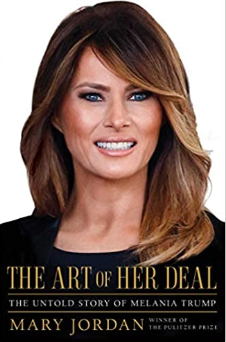 THE ART OF HER DEAL
THE UNTOLD STORY OF MELANIA TRUMP
MARY JORDAN
WINNER OF
THE PULITZER PRIZE